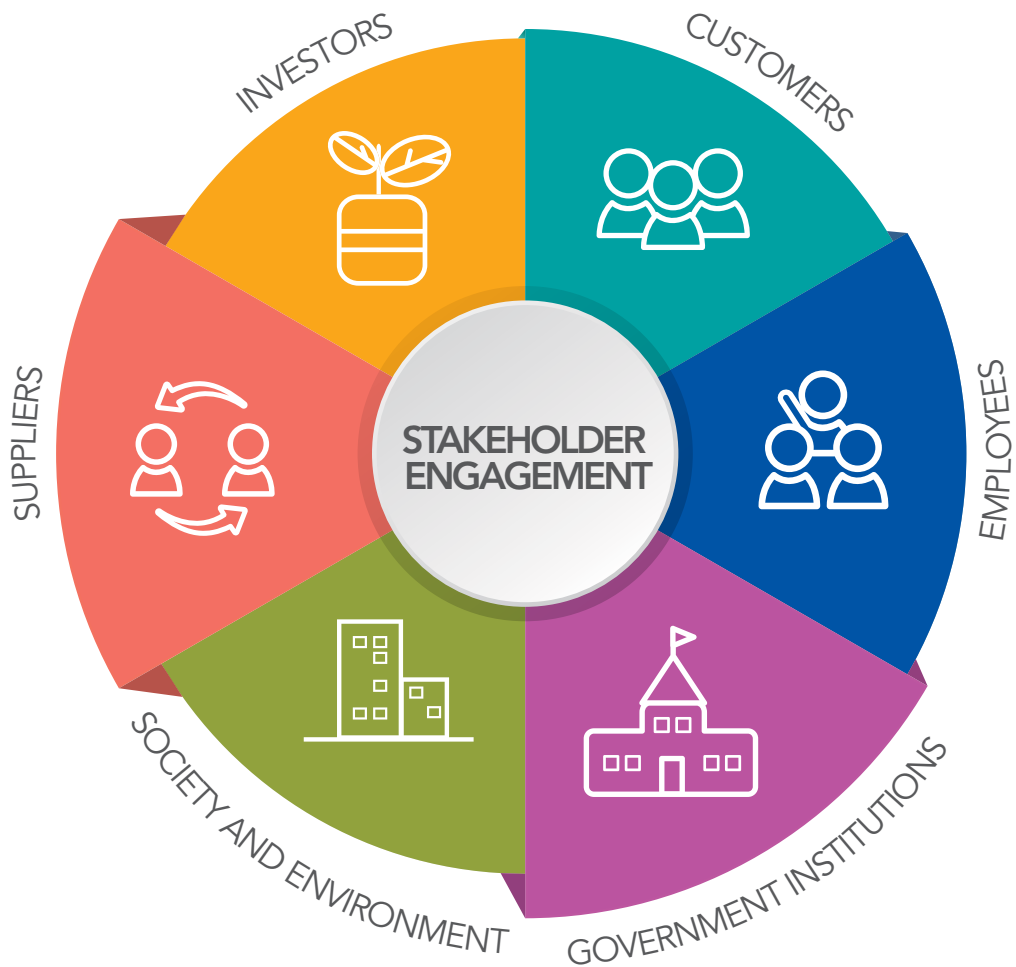 STAKEHOLDER
ENGAGEMENT
CUSTOMERS
EMPLOYEES
GOVERNMENT INSTITUTIONS
SOCIETY AND ENVIRONMENT
SUPPLIERS
INVESTORS